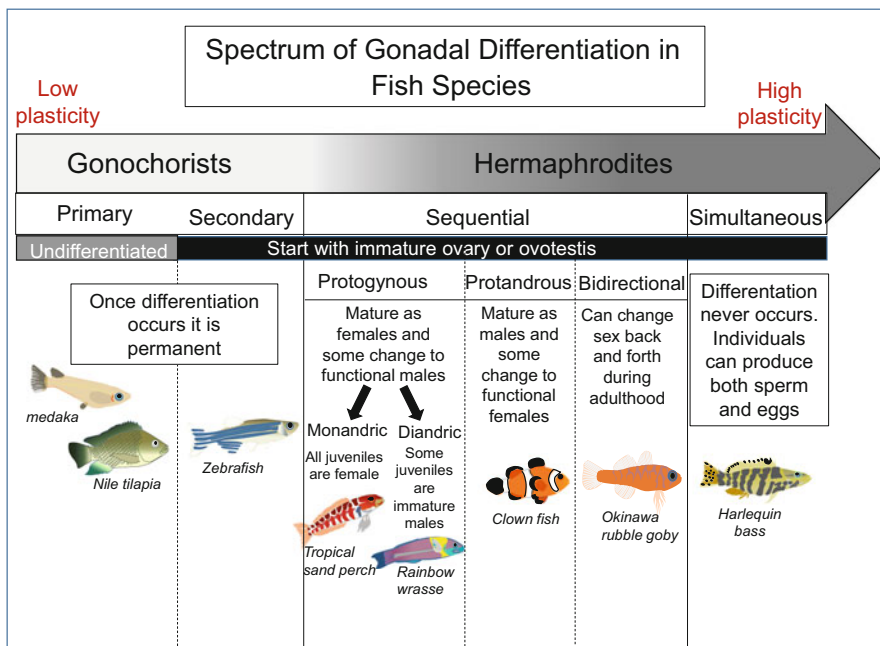 Spectrum of Gonadal Differentiation in
Fish Species
Low
plasticity
High
plasticity
Gonochorists
Hermaphrodites
Primary
Secondary
Sequential
Simultaneous
Undifferentiated
Start with immature ovary or ovotestis
Once differentiation
occurs it is
permanent
medaka
Nile tilapia
Zebrafish
Protogynous
Mature as
females and
some change to
functional males
Monandric
All juveniles
are female
Tropical
sand perch
Diandric
Some
juveniles are
immature
males
Rainbow
wrasse
Protandrous
Mature as
males and
some
change to
functional
females
Clown fish
Bidirectional
Can change
sex back
and forth
during
adulthood
Okinawa
rubble goby
Differentation
never occurs.
Individuals
can produce
both sperm
and eggs
Harlequin
bass